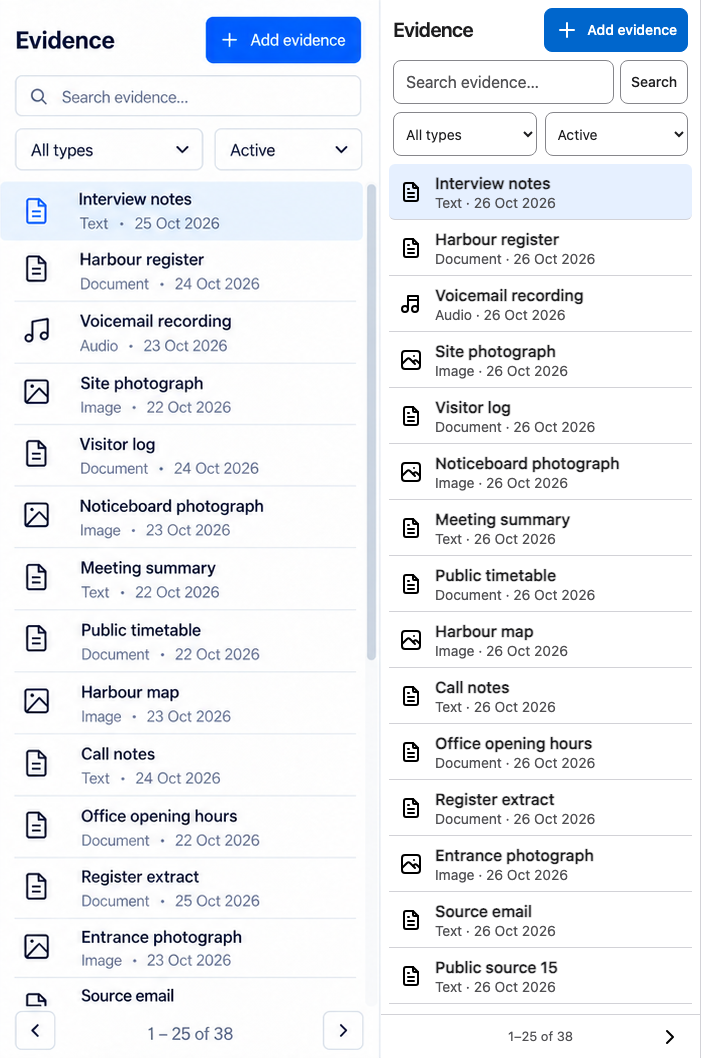 Evidence
+ Add evidence
Search evidence...
All types
Active
Interview notes
Text • 25 Oct 2026
Harbour register
Document • 24 Oct 2026
Voicemail recording
Audio • 23 Oct 2026
Site photograph
Image • 22 Oct 2026
Visitor log
Document • 24 Oct 2026
Noticeboard photograph
Image • 23 Oct 2026
Meeting summary
Text • 22 Oct 2026
Public timetable
Document • 22 Oct 2026
Harbour map
Image • 23 Oct 2026
Call notes
Text • 24 Oct 2026
Office opening hours
Document • 22 Oct 2026
Register extract
Document • 25 Oct 2026
Entrance photograph
Image • 23 Oct 2026
Source email
1 – 25 of 38
Evidence
+ Add evidence
Search evidence...
Search
All types
Active
Interview notes
Text · 26 Oct 2026
Harbour register
Document · 26 Oct 2026
Voicemail recording
Audio · 26 Oct 2026
Site photograph
Image · 26 Oct 2026
Visitor log
Document · 26 Oct 2026
Noticeboard photograph
Image · 26 Oct 2026
Meeting summary
Text · 26 Oct 2026
Public timetable
Document · 26 Oct 2026
Harbour map
Image · 26 Oct 2026
Call notes
Text · 26 Oct 2026
Office opening hours
Document · 26 Oct 2026
Register extract
Document · 26 Oct 2026
Entrance photograph
Image · 26 Oct 2026
Source email
Text · 26 Oct 2026
Public source 15
Text · 26 Oct 2026
1–25 of 38